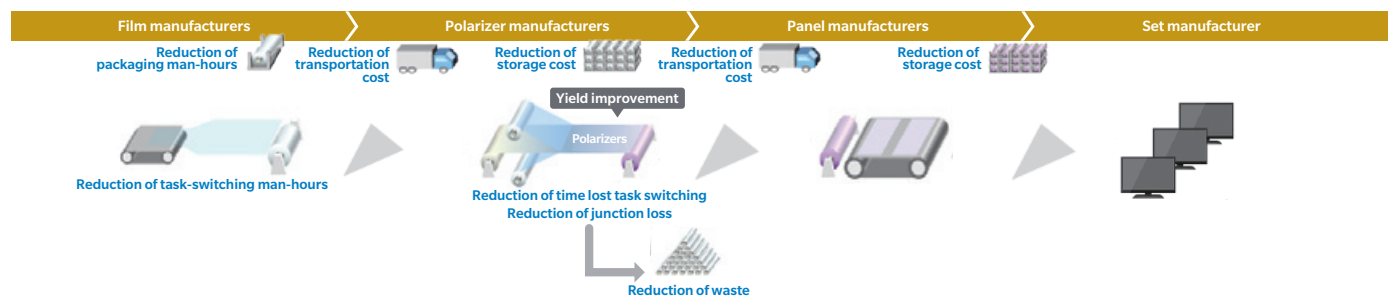 Film manufacturers
Polarizer manufacturers
Panel manufacturers
Set manufacturer
Reduction of
packaging man-hours
Reduction of
transportation
cost
Reduction of
storage cost
Reduction of
transportation
cost
Reduction of
storage cost
Yield improvement
Polarizers
Reduction of task-switching man-hours
Reduction of time lost task switching
Reduction of junction loss
Reduction of waste